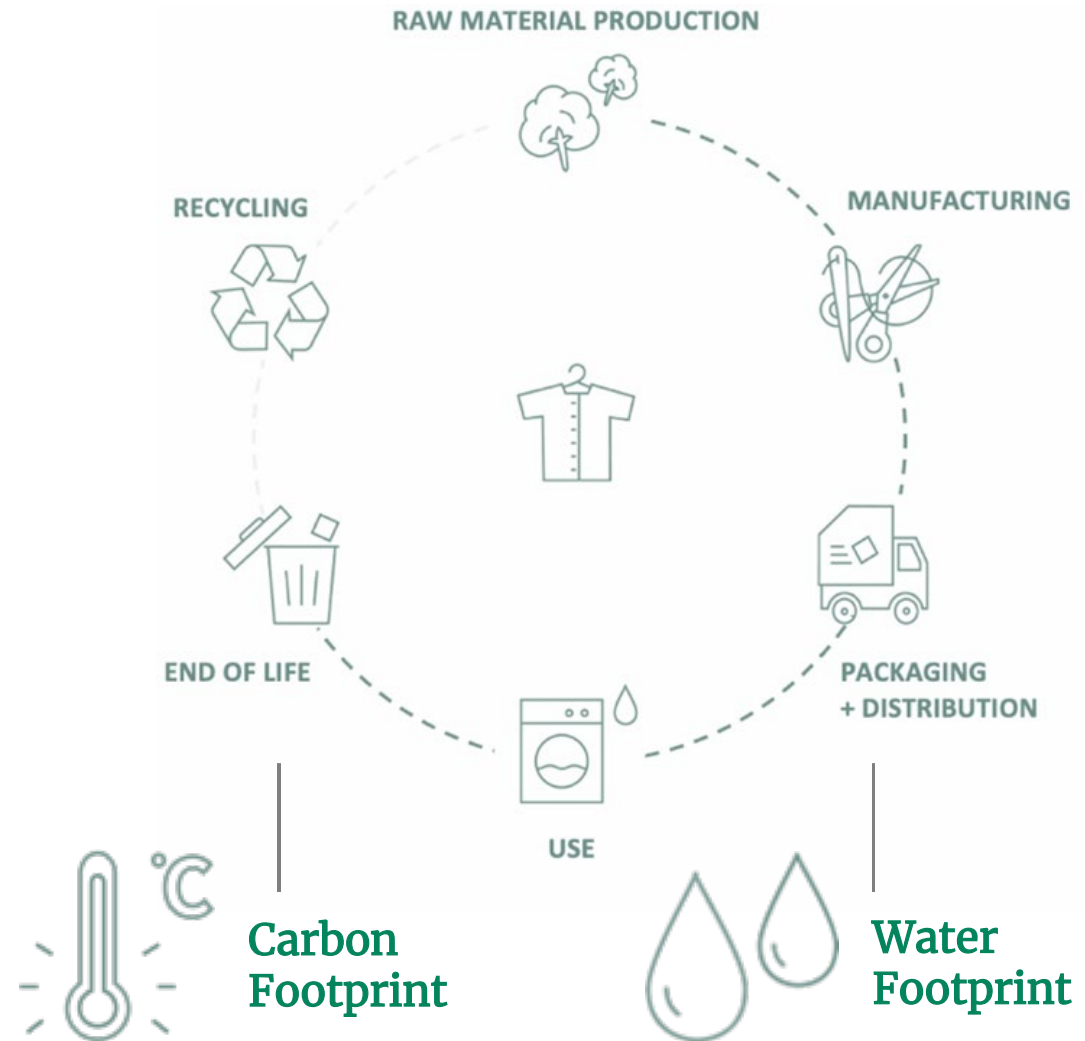 RAW MATERIAL PRODUCTION
RECYCLING
MANUFACTURING
END OF LIFE
PACKAGING
+ DISTRIBUTION
USE
°C
Carbon
Footprint
Water
Footprint